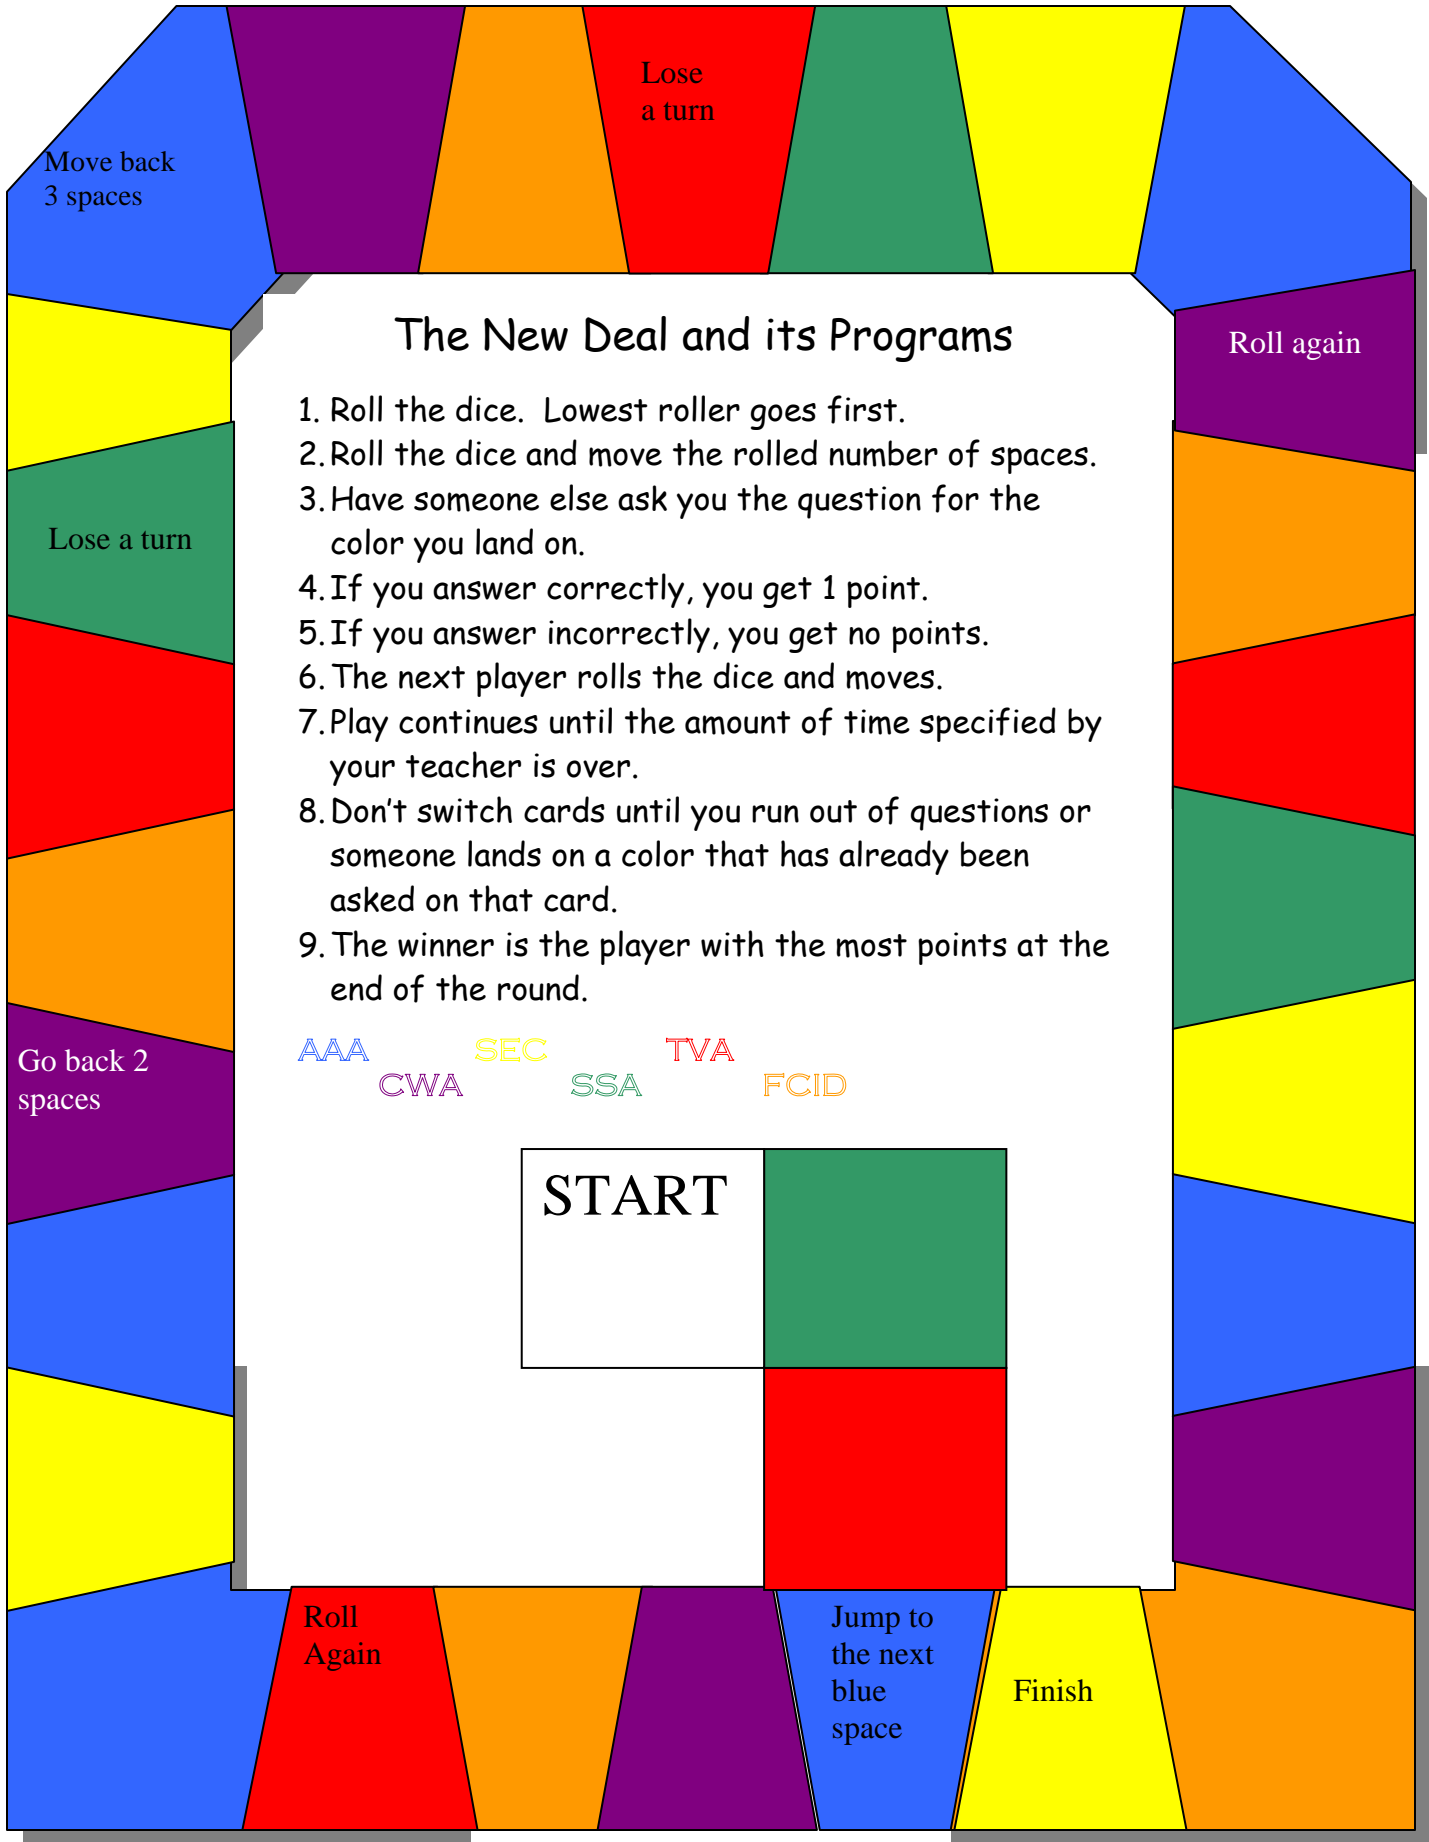 Lose
a turn
Move back
3 spaces
The New Deal and its Programs
Roll again
1. Roll the dice.  Lowest roller goes first.
2. Roll the dice and move the rolled number of spaces.
3. Have someone else ask you the question for the
color you land on.
Lose a turn
4. If you answer correctly, you get 1 point.
5. If you answer incorrectly, you get no points.
6. The next player rolls the dice and moves.
7. Play continues until the amount of time specified by
your teacher is over.
8. Don't switch cards until you run out of questions or
someone lands on a color that has already been
asked on that card.
9. The winner is the player with the most points at the
end of the round.
Go back 2
spaces
AAA SEC TVA
CWA SSA FCID
START
Roll
Again
Jump to
the next
blue
space
Finish